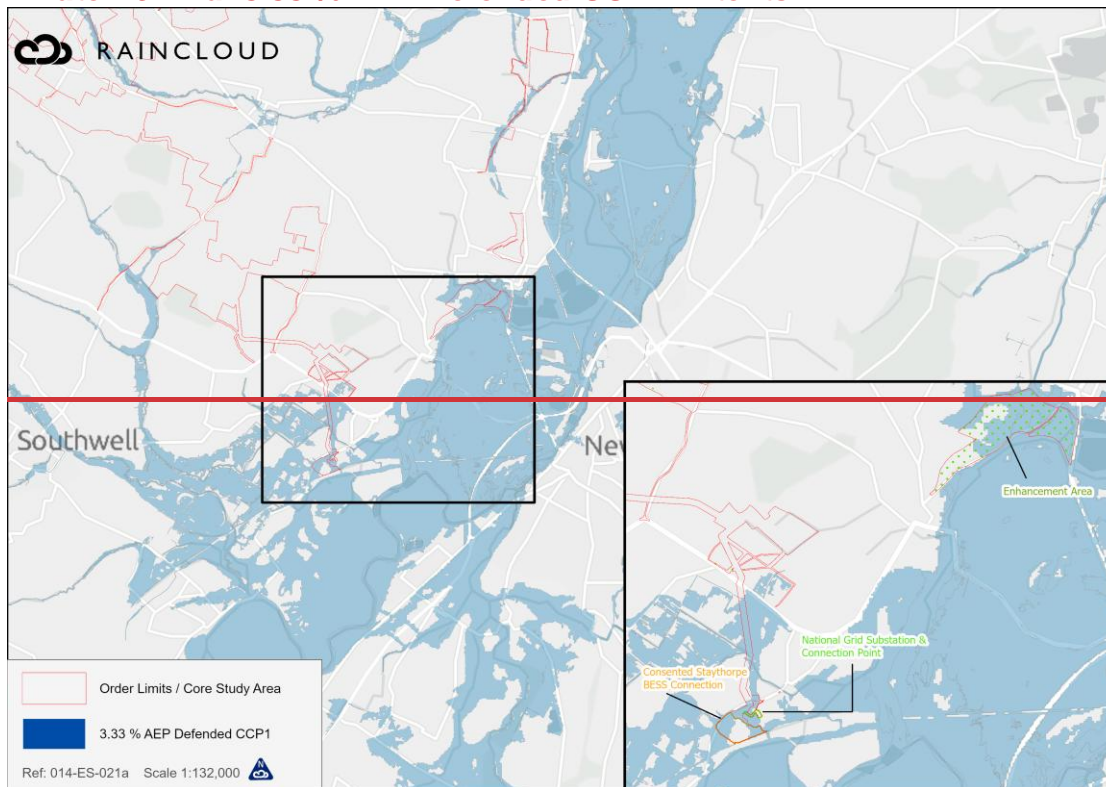 RAINCLOUD
Southwell
New
Enhancement Area
National Grid Substation &
Connection Point
Consented Staythorpe
BESS Connection
Order Limits / Core Study Area
3.33 % AEP Defended CCP1
Ref: 014-ES-021a Scale 1:132,000
N